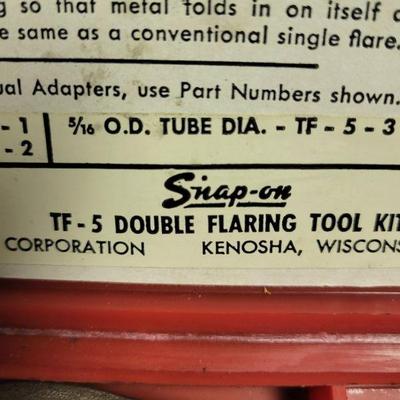 so that metal folds in on itself
same as a conventional single flare.
Adapters, use Part Numbers shown.
- 1 5/16 O.D. TUBE DIA. - TF - 5 - 3
- 2
Snap-on
TF - 5 DOUBLE FLARING TOOL KIT
CORPORATION KENOSHA, WISCONS